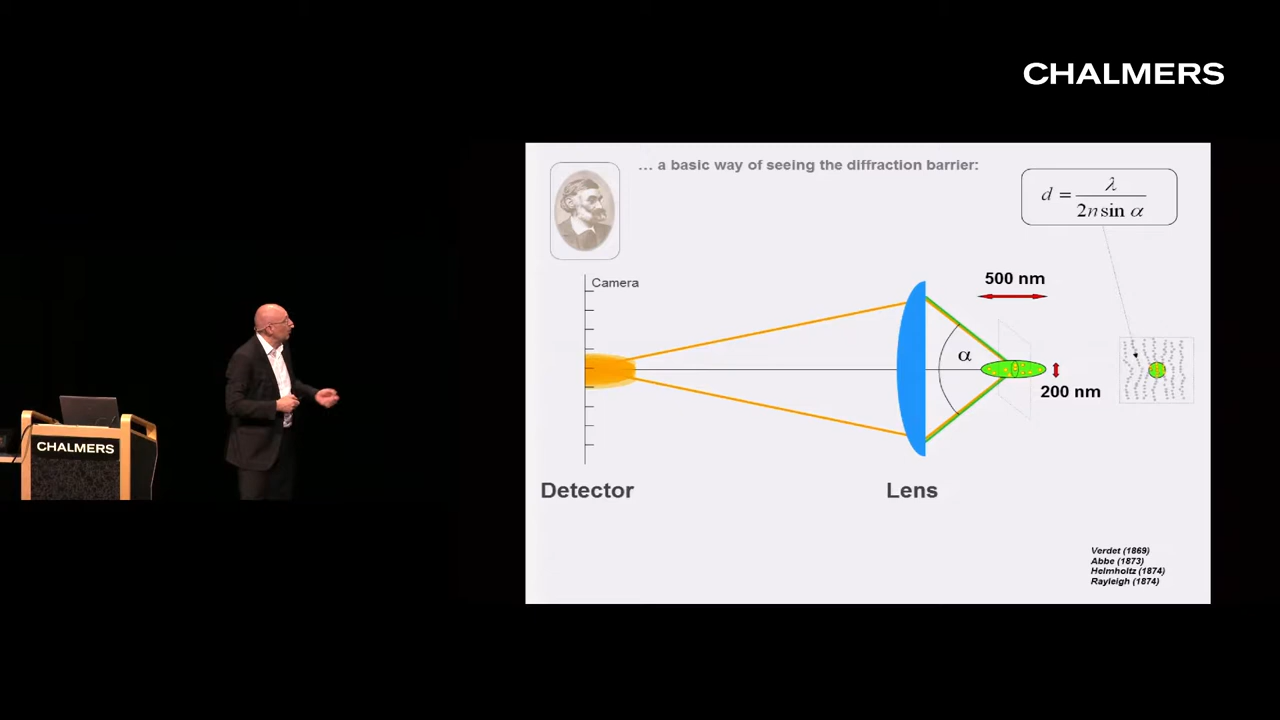 CHALMERS
... a basic way of seeing the diffraction barrier:
d = λ / 2n sin α
Camera
500 nm
α
200 nm
CHALMERS
Detector
Lens
Verdet (1869)
Abbe (1873)
Helmholtz (1874)
Rayleigh (1874)